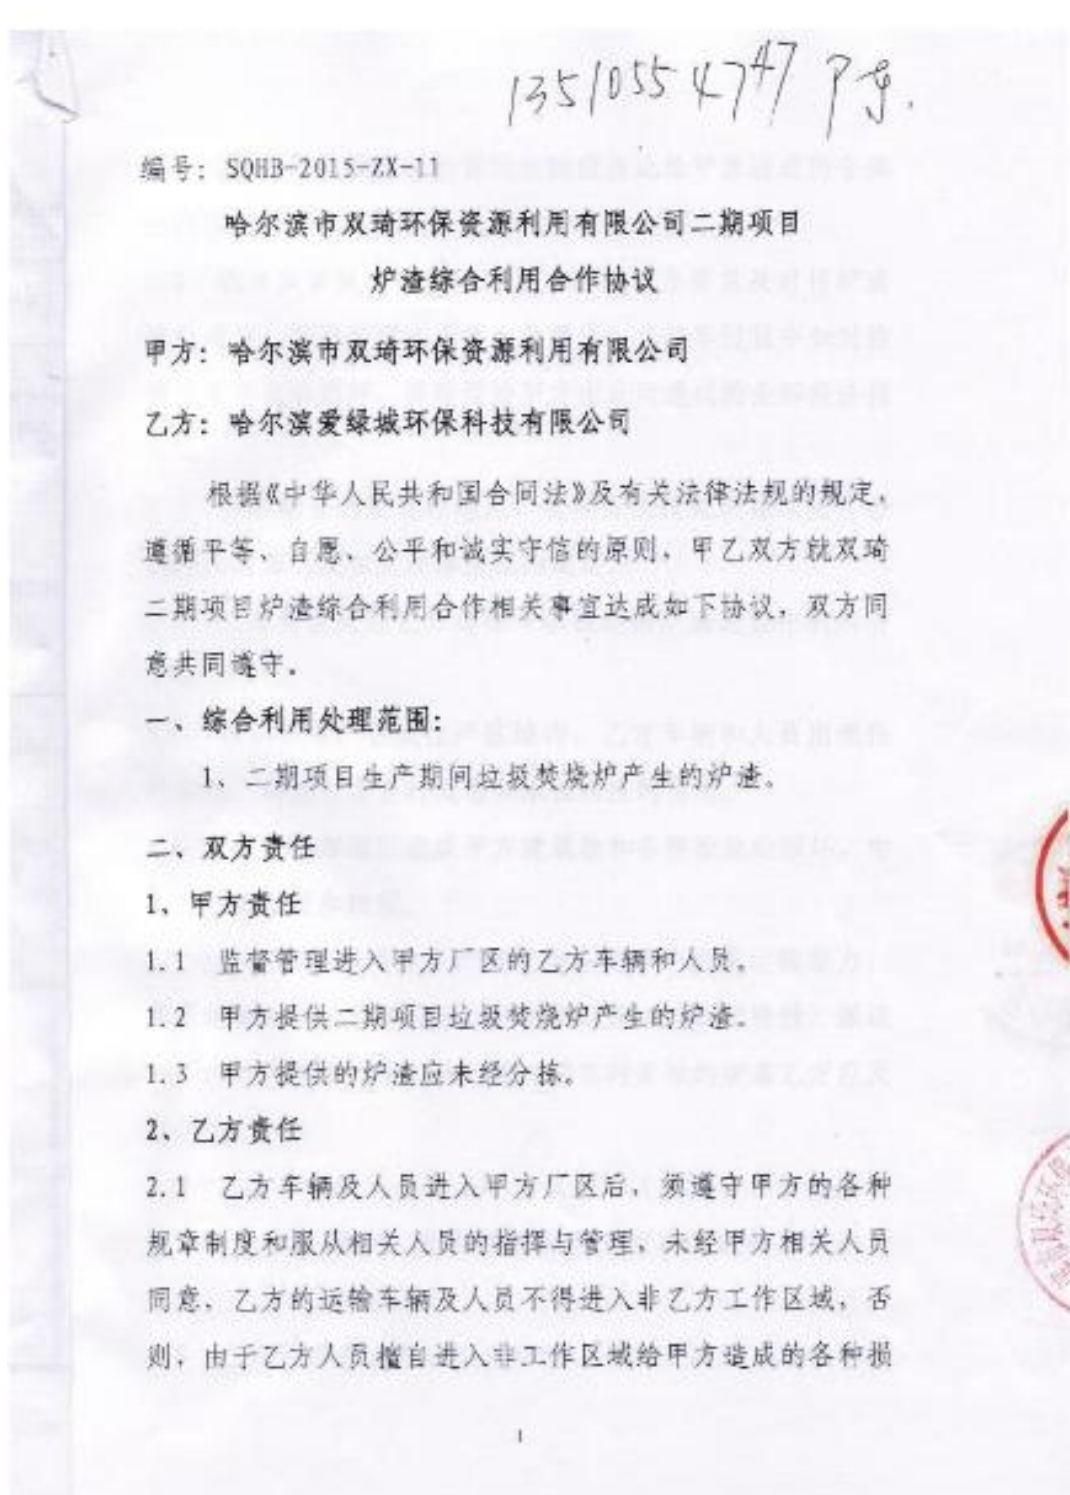 13510554747
编号：SQHB-2015-ZX-11
哈尔滨市双琦环保资源利用有限公司二期项目
炉渣综合利用合作协议
甲方：哈尔滨市双琦环保资源利用有限公司
乙方：哈尔滨爱绿城环保科技有限公司
根据《中华人民共和国合同法》及有关法律法规的规定，
遵循平等、自愿、公平和诚实守信的原则，甲乙双方就双琦
二期项目炉渣综合利用合作相关事宜达成如下协议，双方同
意共同遵守。
一、综合利用处理范围：
1、二期项目生产期间垃圾焚烧炉产生的炉渣。
二、双方责任
1、甲方责任
1.1 监督管理进入甲方厂区的乙方车辆和人员。
1.2 甲方提供二期项目垃圾焚烧炉产生的炉渣。
1.3 甲方提供的炉渣应未经分拣。
2、乙方责任
2.1 乙方车辆及人员进入甲方厂区后，须遵守甲方的各种
规章制度和服从相关人员的指挥与管理，未经甲方相关人员
同意，乙方的运输车辆及人员不得进入非乙方工作区域，否
则，由于乙方人员擅自进入非工作区域给甲方造成的各种损
1